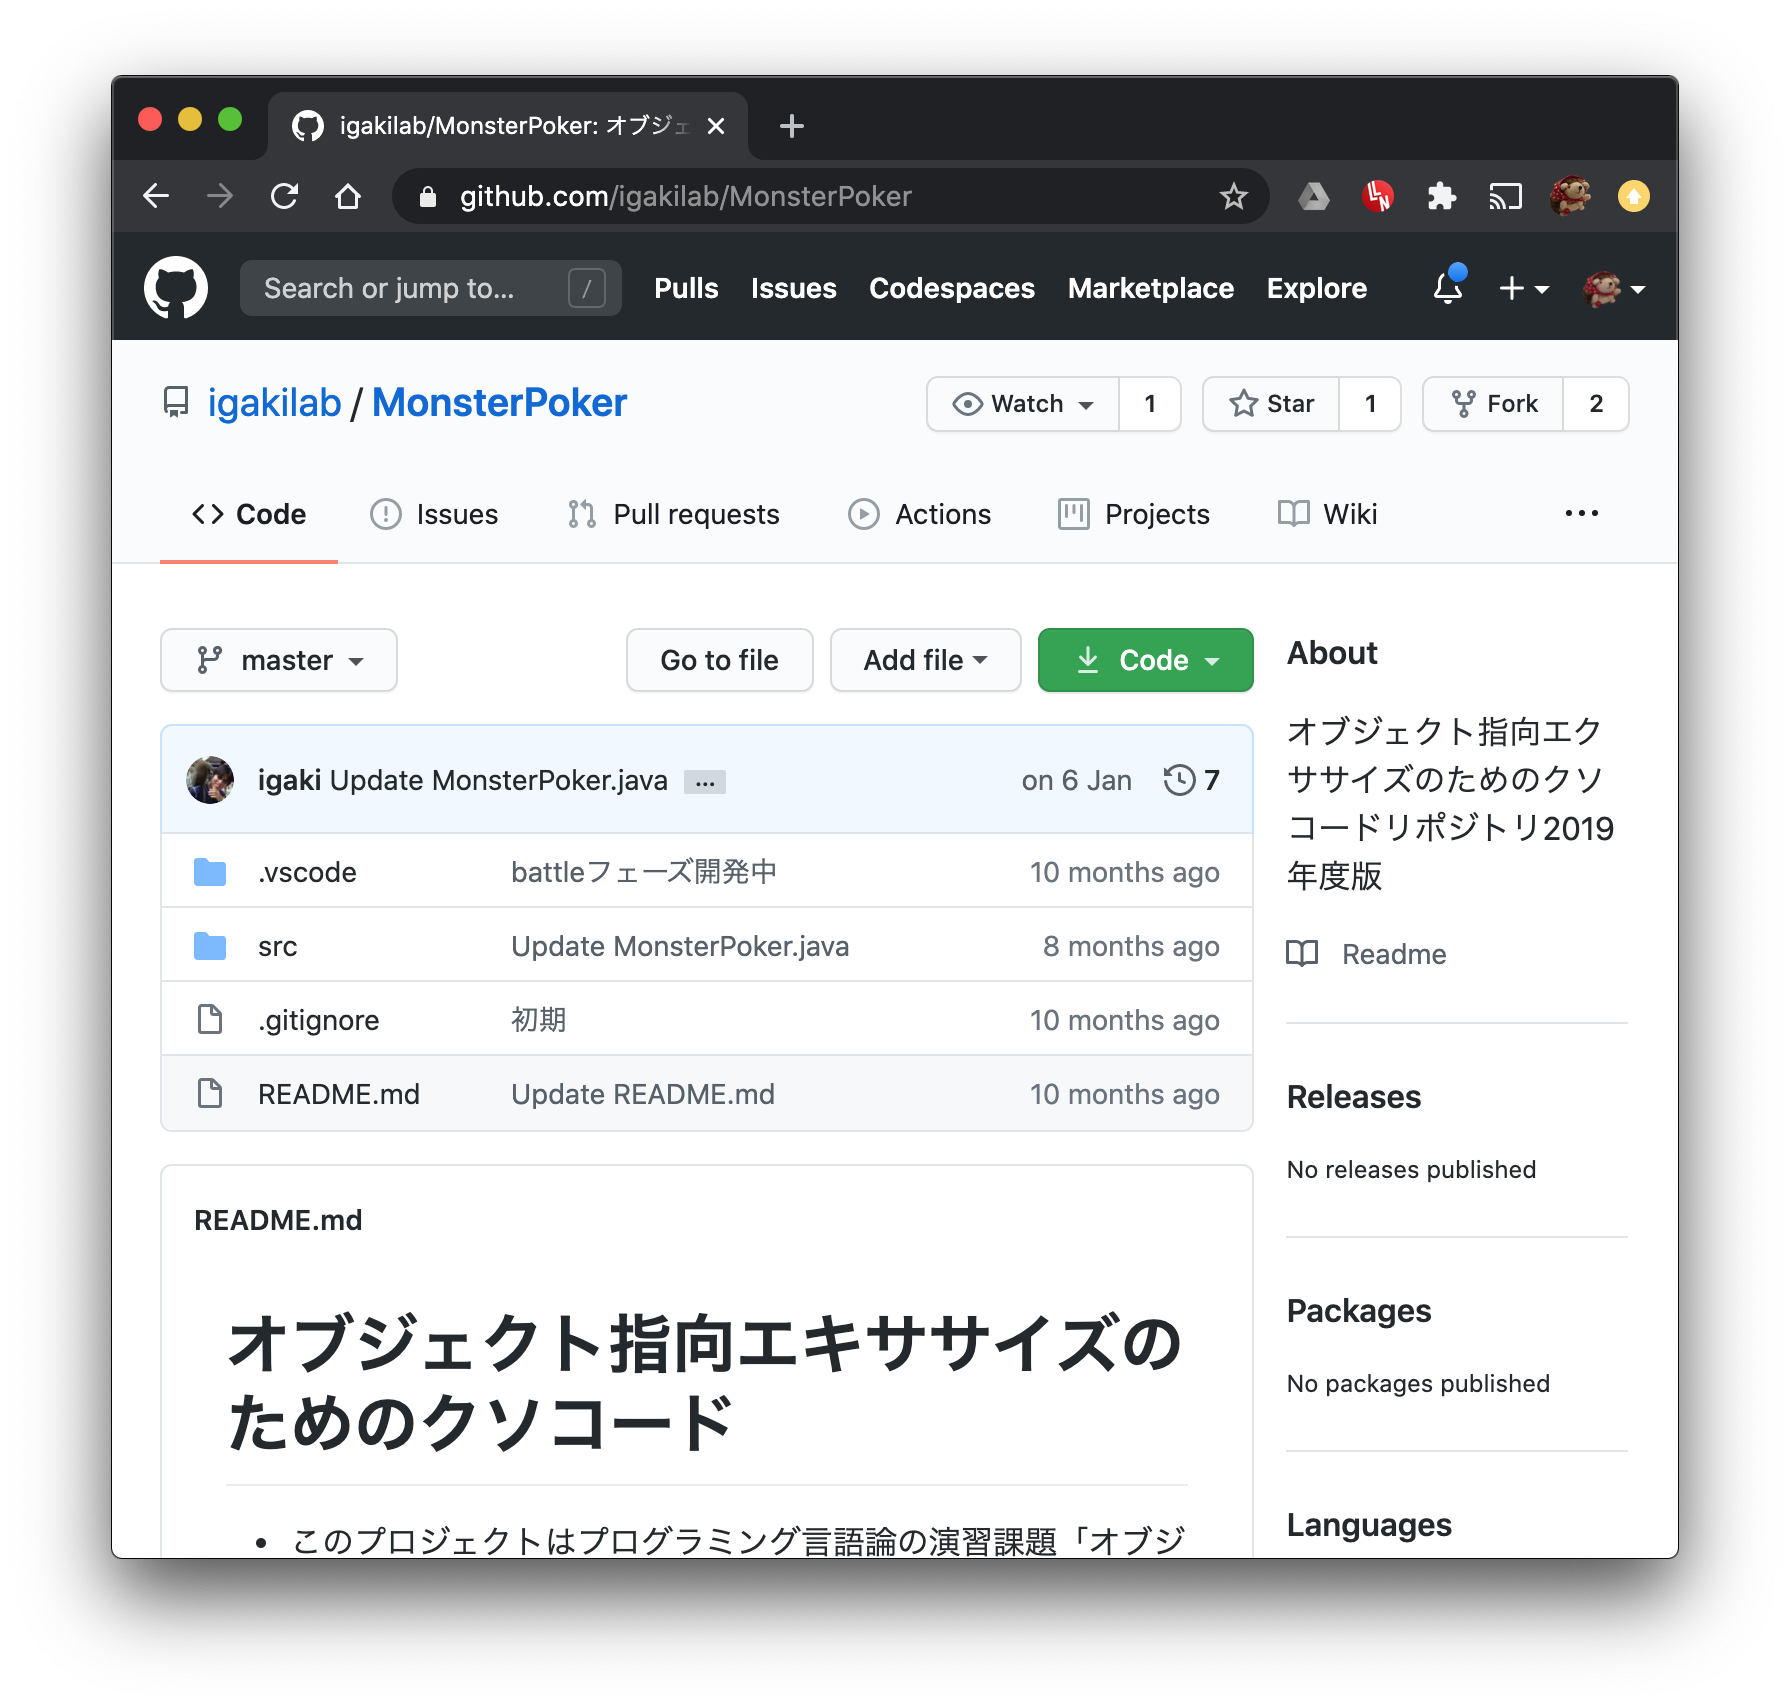 igakilab/MonsterPoker: オブジェ
github.com/igakilab/MonsterPoker
Search or jump to... /
Pulls Issues Codespaces Marketplace Explore
igakilab / MonsterPoker
Watch 1 Star 1 Fork 2
Code Issues Pull requests Actions Projects Wiki ...
master Go to file Add file Code
igaki Update MonsterPoker.java ... on 6 Jan 7
.vscode battleフェーズ開発中 10 months ago
src Update MonsterPoker.java 8 months ago
.gitignore 初期 10 months ago
README.md Update README.md 10 months ago
README.md
オブジェクト指向エキササイズの
ためのクソコード
• このプロジェクトはプログラミング言語論の演習課題「オブジ
About
オブジェクト指向エク
ササイズのためのクソ
コードリポジトリ2019
年度版
Readme
Releases
No releases published
Packages
No packages published
Languages